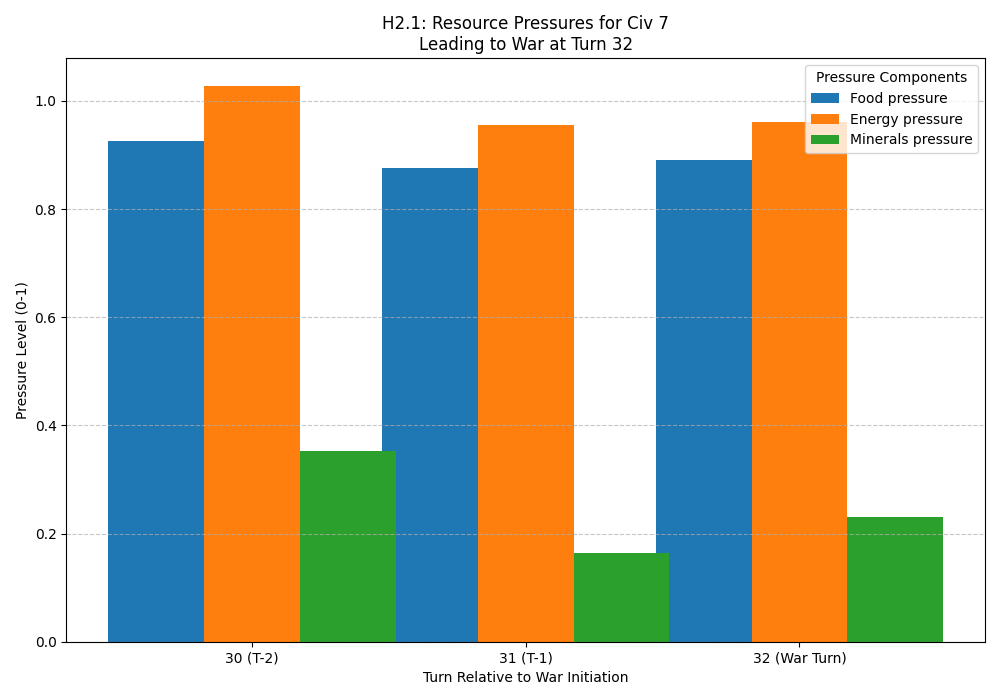 H2.1: Resource Pressures for Civ 7
Leading to War at Turn 32
Pressure Components
Food pressure
Energy pressure
Minerals pressure
Pressure Level (0-1)
1.0
0.8
0.6
0.4
0.2
0.0
30 (T-2)
31 (T-1)
32 (War Turn)
Turn Relative to War Initiation